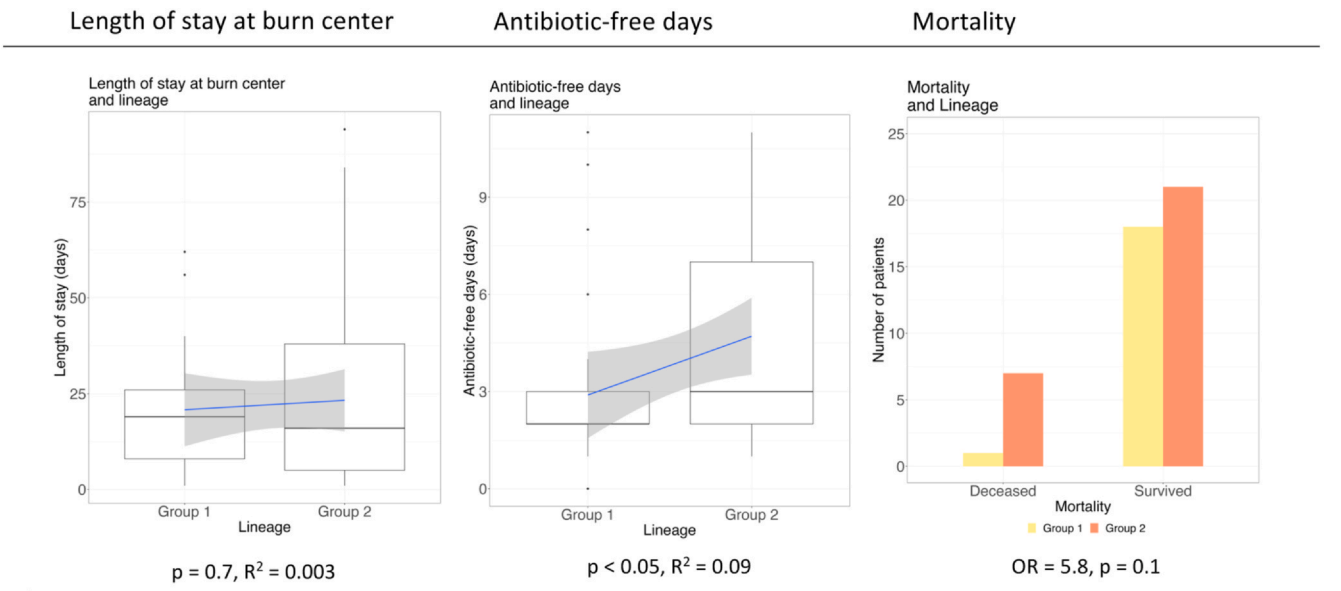 Length of stay at burn center
Antibiotic-free days
Mortality
Length of stay at burn center
and lineage
Length of stay (days)
75
50
25
0
Group 1
Group 2
Lineage
p = 0.7, R² = 0.003
Antibiotic-free days
and lineage
Antibiotic-free days (days)
9
6
3
0
Group 1
Group 2
Lineage
p < 0.05, R² = 0.09
Mortality
and Lineage
Number of patients
25
20
15
10
5
0
Deceased
Survived
Mortality
Group 1 Group 2
OR = 5.8, p = 0.1